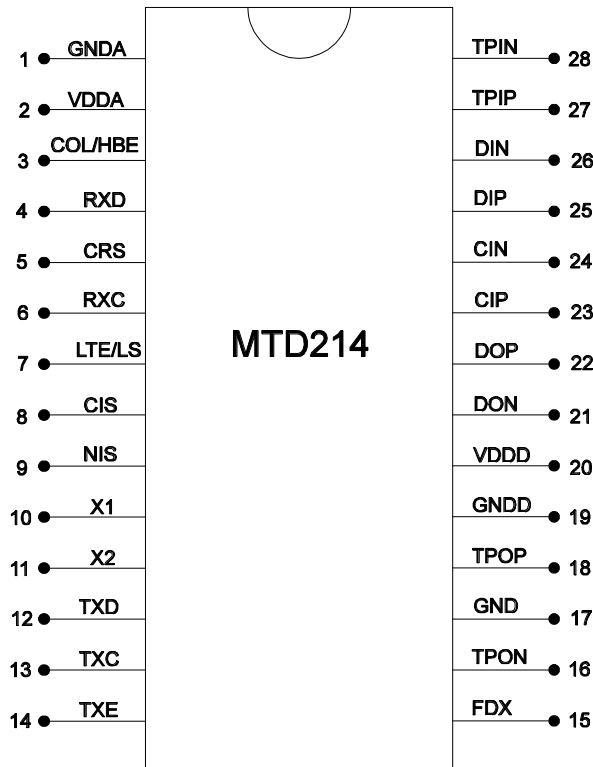 GNDA TPIN
1 28
VDDA TPIP
2 27
COL/HBE DIN
3 26
RXD DIP
4 25
CRS CIN
5 24
RXC CIP
6 23
MTD214
LTE/LS DOP
7 22
CIS DON
8 21
NIS VDDD
9 20
X1 GNDD
10 19
X2 TPOP
11 18
TXD GND
12 17
TXC TPON
13 16
TXE FDX
14 15